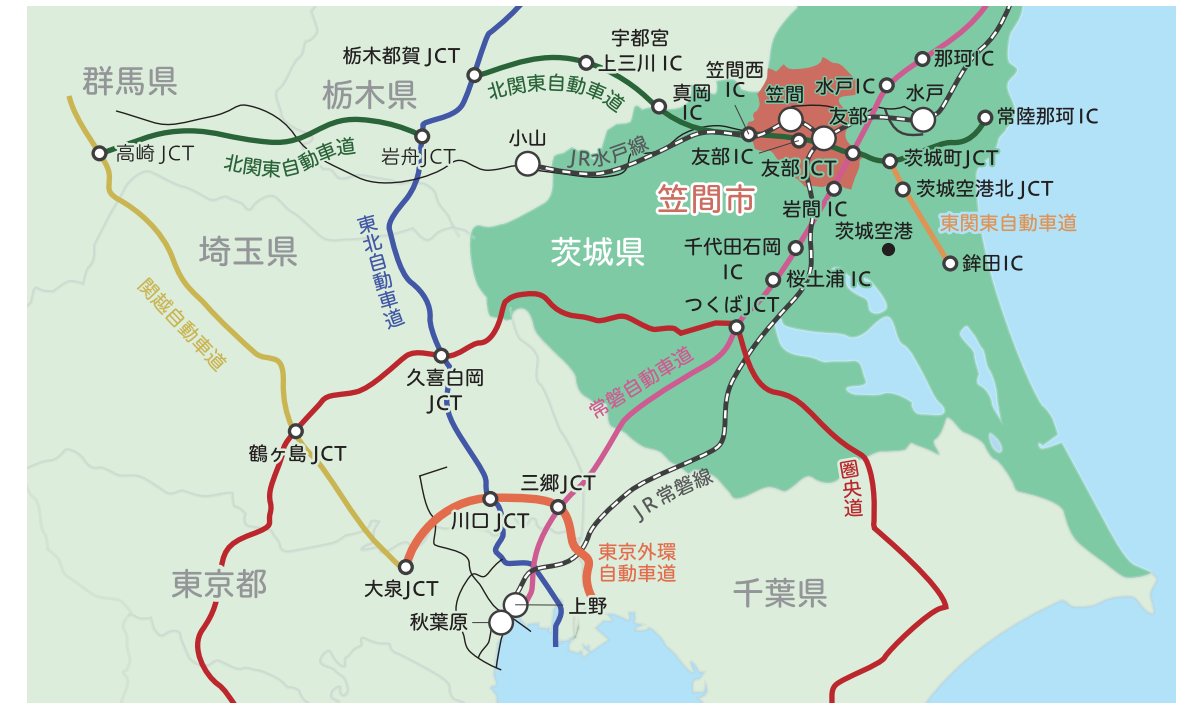 宇都宮
上三川 IC
栃木都賀 JCT
北関東自動車道
群馬県
栃木県
真岡
IC
笠間西
IC
笠間
水戸 IC
那珂IC
水戸
友部
常陸那珂 IC
高崎 JCT
北関東自動車道
岩舟JCT
小山
JR水戸線
友部 IC
友部JCT
茨城町JCT
茨城空港北 JCT
笠間市
岩間 IC
東関東自動車道
茨城空港
鉾田IC
埼玉県
東北自動車道
茨城県
千代田石岡
IC
桜土浦 IC
つくばJCT
関越自動車道
久喜白岡
JCT
常磐自動車道
鶴ヶ島 JCT
三郷JCT
JR常磐線
圏央道
川口 JCT
東京外環
自動車道
大泉JCT
東京都
千葉県
上野
秋葉原